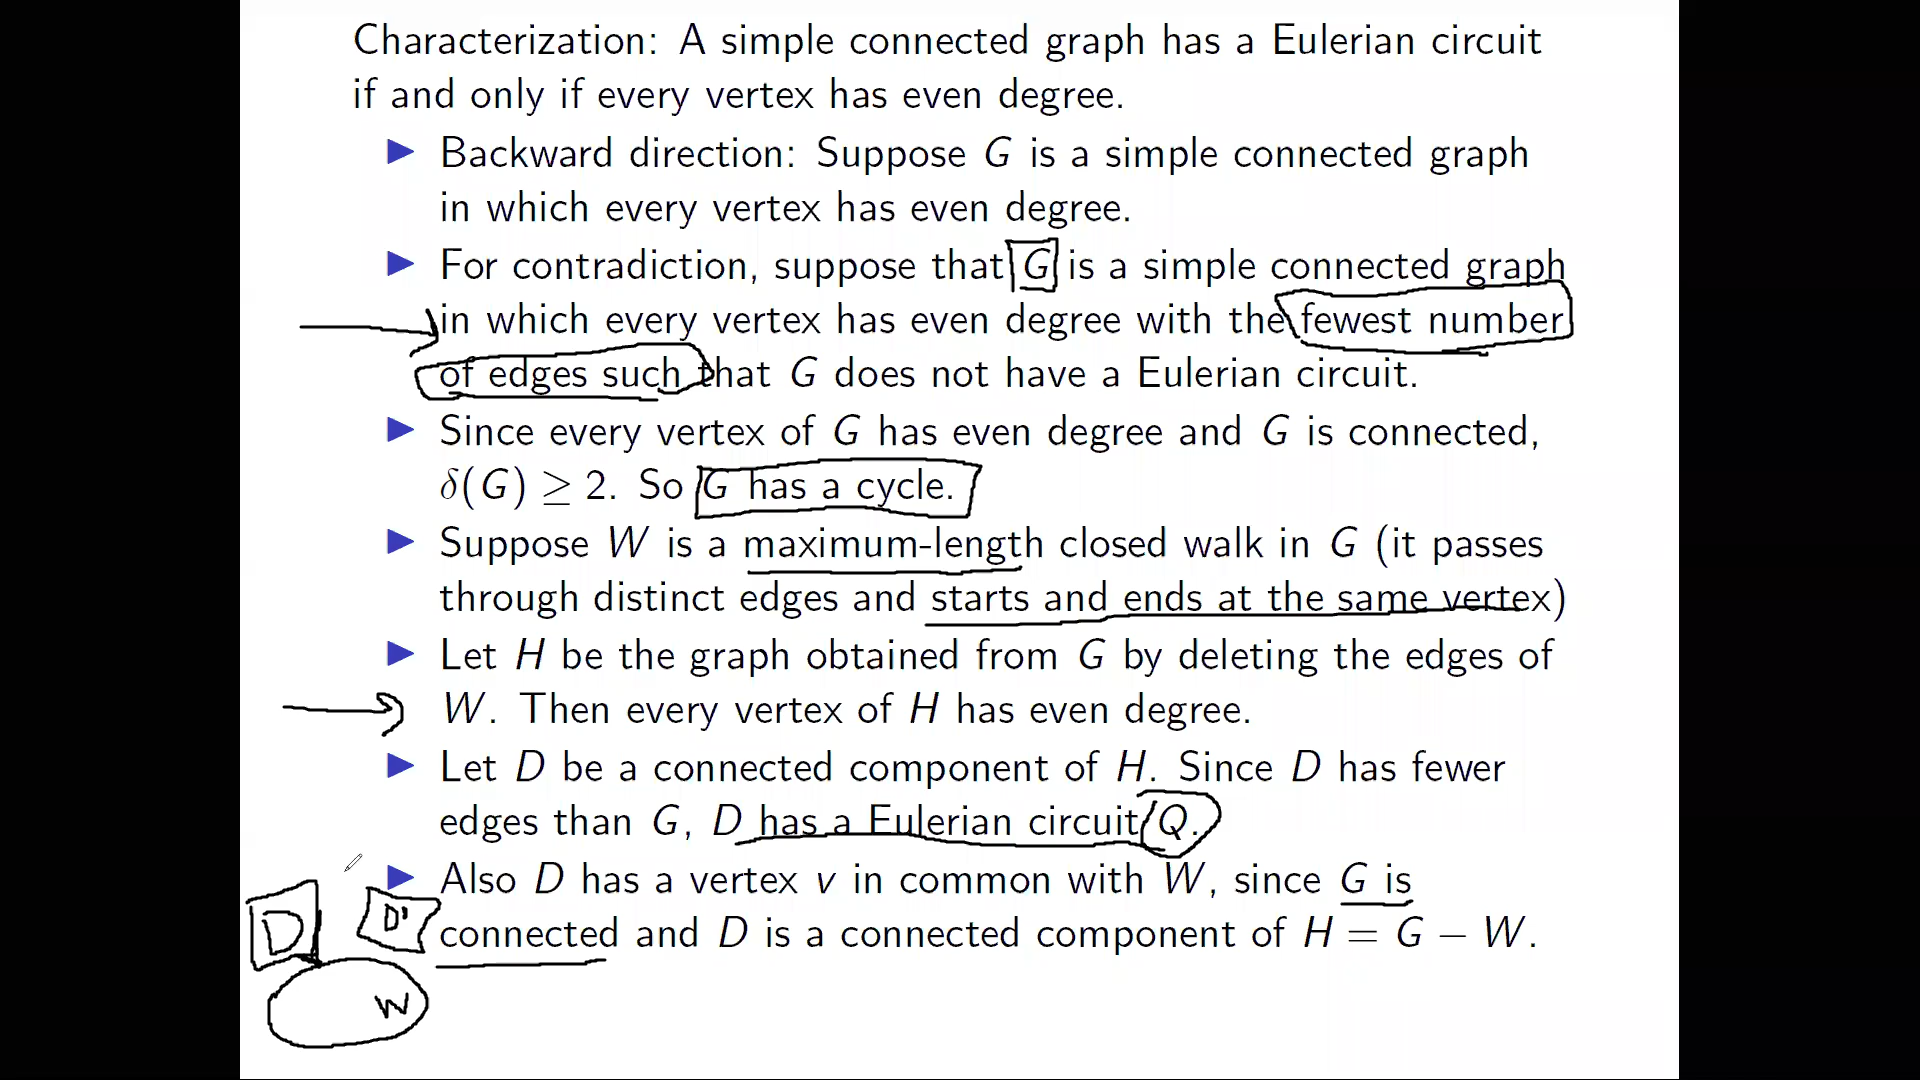 Characterization: A simple connected graph has a Eulerian circuit
if and only if every vertex has even degree.
▶ Backward direction: Suppose G is a simple connected graph
in which every vertex has even degree.
▶ For contradiction, suppose that G is a simple connected graph
in which every vertex has even degree with the fewest number
of edges such that G does not have a Eulerian circuit.
▶ Since every vertex of G has even degree and G is connected,
δ(G) ≥ 2. So G has a cycle.
▶ Suppose W is a maximum-length closed walk in G (it passes
through distinct edges and starts and ends at the same vertex)
▶ Let H be the graph obtained from G by deleting the edges of
W. Then every vertex of H has even degree.
▶ Let D be a connected component of H. Since D has fewer
edges than G, D has a Eulerian circuit Q.
▶ Also D has a vertex v in common with W, since G is
connected and D is a connected component of H = G − W.
D D'
W